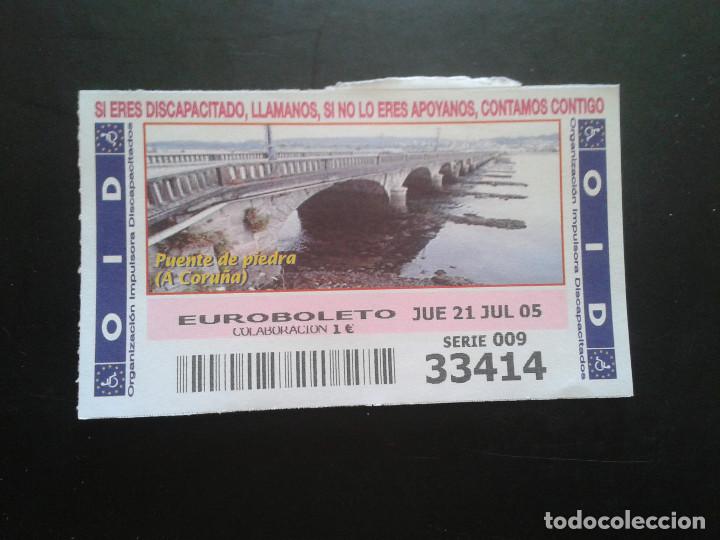 SI ERES DISCAPACITADO, LLAMANOS, SI NO LO ERES APOYANOS, CONTAMOS CONTIGO
OID
Organización Impulsora Discapacitados
Puente de piedra
(A Coruña)
OID
Organización Impulsora Discapacitados
EUROBOLETO JUE 21 JUL 05
COLABORACION 1 €
SERIE 009
33414
todocoleccion.net